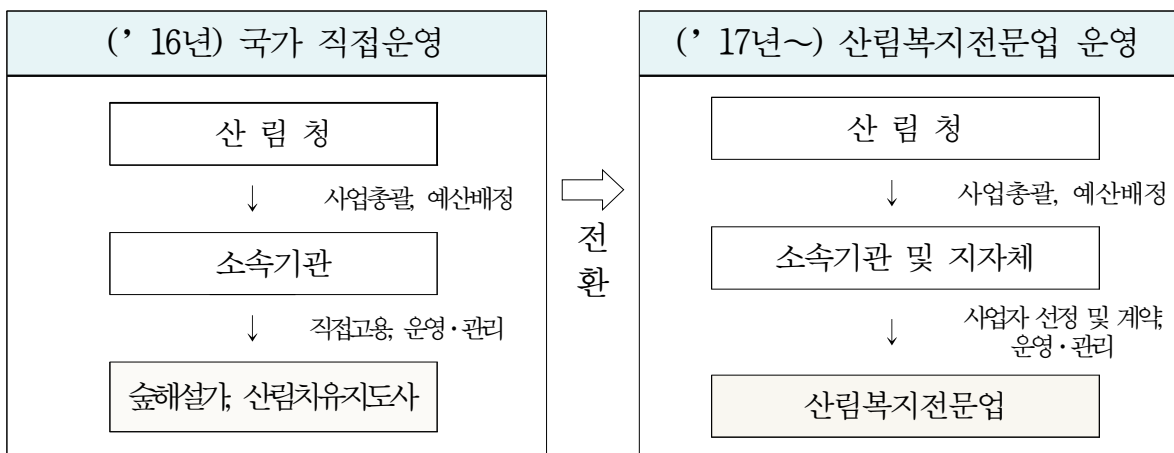 (’16년) 국가 직접운영
산 림 청
↓ 사업총괄, 예산배정
소속기관
↓ 직접고용, 운영·관리
숲해설가, 산림치유지도사
전
환
(’17년~) 산림복지전문업 운영
산 림 청
↓ 사업총괄, 예산배정
소속기관 및 지자체
사업자 선정 및 계약,
↓ 운영·관리
산림복지전문업